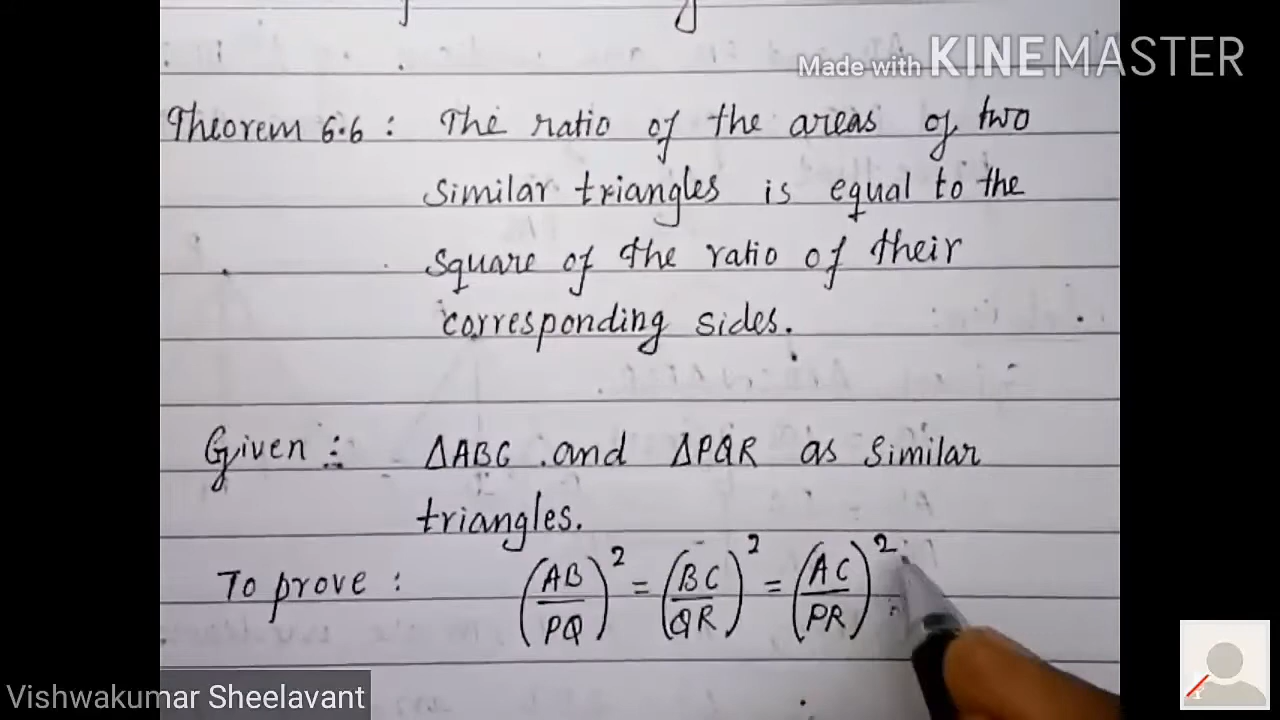 Made with KINEMASTER
Theorem 6.6 : The ratio of the areas of two
similar triangles is equal to the
square of the ratio of their
corresponding sides.
Given : ΔABC and ΔPQR as similar
triangles.
To prove : (AB/PQ)² = (BC/QR)² = (AC/PR)²
Vishwakumar Sheelavant